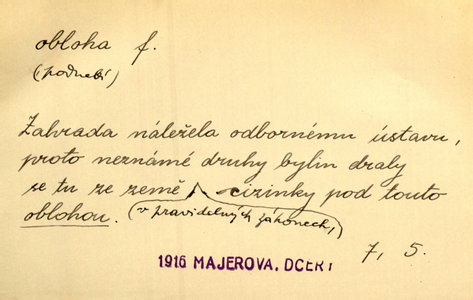 obloha f.
(podnebí)
Zahrada náležela odbornému ústavu,
proto neznámé druhy bylin draly
se tu ze země cizinky pod touto
oblohou. (v pravidelných záhonech,)
7, 5.
1916 MAJEROVA, DCERY